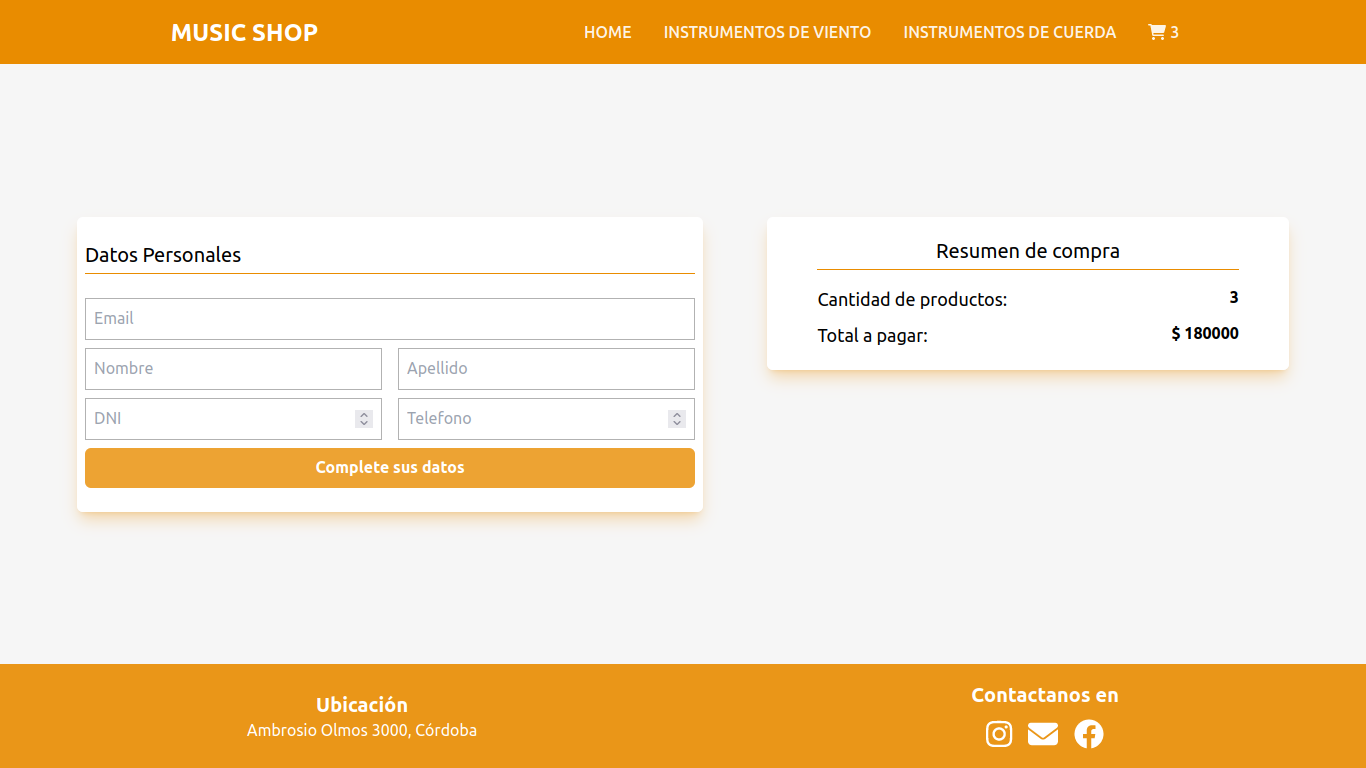 MUSIC SHOP
HOME INSTRUMENTOS DE VIENTO INSTRUMENTOS DE CUERDA 3
Datos Personales
Email
Nombre Apellido
DNI Telefono
Complete sus datos
Resumen de compra
Cantidad de productos: 3
Total a pagar: $ 180000
Ubicación
Ambrosio Olmos 3000, Córdoba
Contactanos en